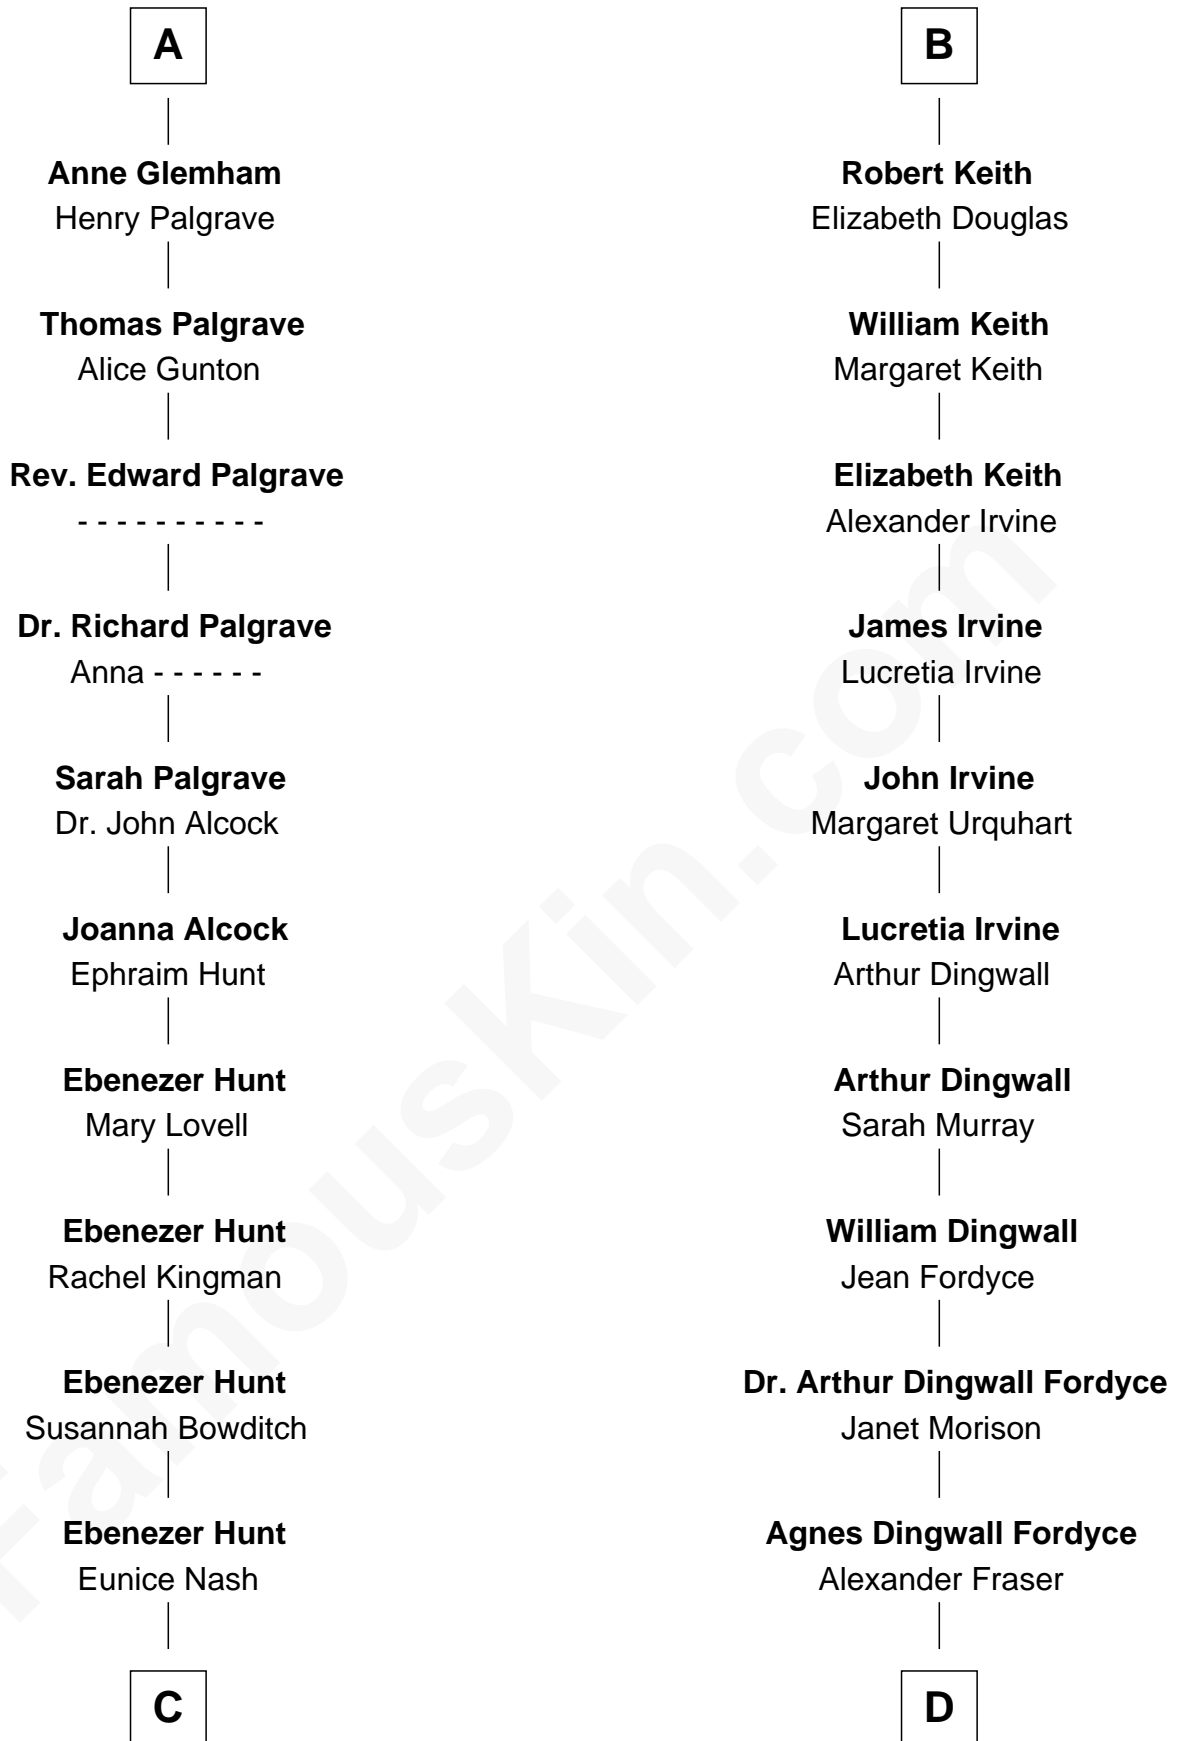 A
Anne Glemham
Henry Palgrave
Thomas Palgrave
Alice Gunton
Rev. Edward Palgrave
- - - - - - - - - -
Dr. Richard Palgrave
Anna - - - - - -
Sarah Palgrave
Dr. John Alcock
Joanna Alcock
Ephraim Hunt
Ebenezer Hunt
Mary Lovell
Ebenezer Hunt
Rachel Kingman
Ebenezer Hunt
Susannah Bowditch
Ebenezer Hunt
Eunice Nash
C
B
Robert Keith
Elizabeth Douglas
William Keith
Margaret Keith
Elizabeth Keith
Alexander Irvine
James Irvine
Lucretia Irvine
John Irvine
Margaret Urquhart
Lucretia Irvine
Arthur Dingwall
Arthur Dingwall
Sarah Murray
William Dingwall
Jean Fordyce
Dr. Arthur Dingwall Fordyce
Janet Morison
Agnes Dingwall Fordyce
Alexander Fraser
D
FamousKin.com